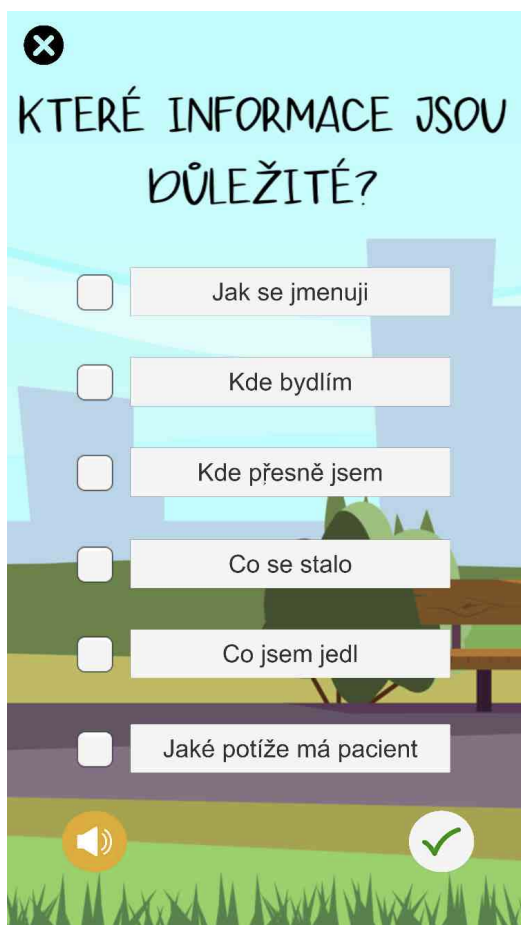 KTERÉ INFORMACE JSOU
DŮLEŽITÉ?
Jak se jmenuji
Kde bydlím
Kde přesně jsem
Co se stalo
Co jsem jedl
Jaké potíže má pacient